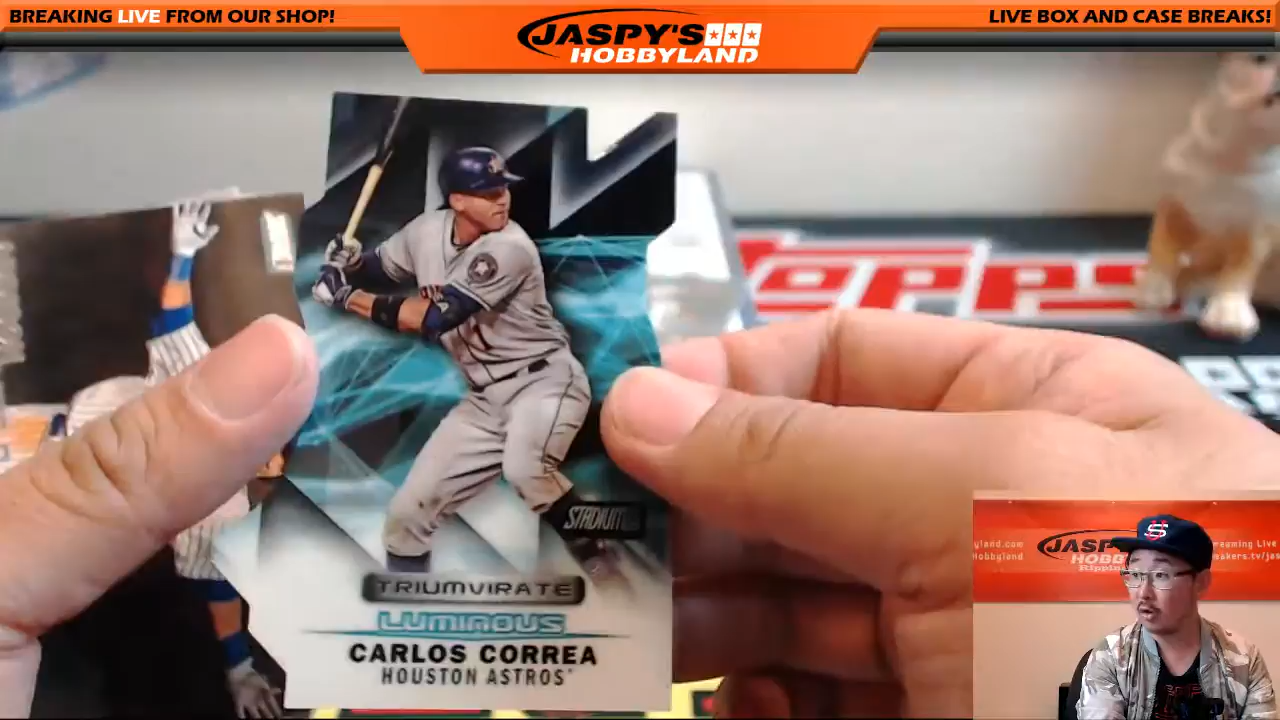 BREAKING LIVE FROM OUR SHOP!
JASPY'S
HOBBYLAND
LIVE BOX AND CASE BREAKS!
TOPPS
STADIUM
TRIUMVIRATE
LUMINOUS
CARLOS CORREA
HOUSTON ASTROS